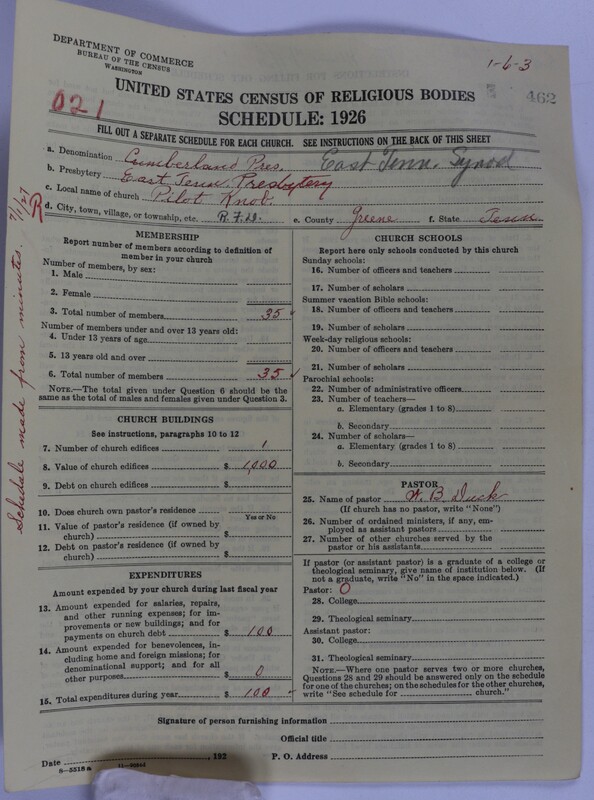 DEPARTMENT OF COMMERCE
BUREAU OF THE CENSUS
WASHINGTON
1-6-3
462
021
UNITED STATES CENSUS OF RELIGIOUS BODIES
SCHEDULE: 1926
FILL OUT A SEPARATE SCHEDULE FOR EACH CHURCH. SEE INSTRUCTIONS ON THE BACK OF THIS SHEET
a. Denomination Cumberland Pres. East Tenn. Synod
b. Presbytery East Tenn. Presbytery
c. Local name of church Pilot Knob.
d. City, town, village, or township, etc. R.F.D. e. County Greene f. State Tenn.
Schedule made from minutes. 7/1/27
MEMBERSHIP
Report number of members according to definition of
member in your church
Number of members, by sex:
1. Male
2. Female
3. Total number of members 35
Number of members under and over 13 years old:
4. Under 13 years of age
5. 13 years old and over
6. Total number of members 35
NOTE.—The total given under Question 6 should be
same as the total of males and females given under Question 3.
CHURCH BUILDINGS
See instructions, paragraphs 10 to 12
7. Number of church edifices 1
8. Value of church edifices $ 1,000
9. Debt on church edifices $
10. Does church own pastor's residence
Yes or No
11. Value of pastor's residence (if owned by
church) $
12. Debt on pastor's residence (if owned by
church) $
EXPENDITURES
Amount expended by your church during last fiscal year
13. Amount expended for salaries, repairs,
and other running expenses; for im-
provements or new buildings; and for
payments on church debt $ 100
14. Amount expended for benevolences, in-
cluding home and foreign missions; for
denominational support; and for all
other purposes $ 0
15. Total expenditures during year $ 100
CHURCH SCHOOLS
Report here only schools conducted by this church
Sunday schools:
16. Number of officers and teachers
17. Number of scholars
Summer vacation Bible schools:
18. Number of officers and teachers
19. Number of scholars
Week-day religious schools:
20. Number of officers and teachers
21. Number of scholars
Parochial schools:
22. Number of administrative officers
23. Number of teachers—
a. Elementary (grades 1 to 8)
b. Secondary
24. Number of scholars—
a. Elementary (grades 1 to 8)
b. Secondary
PASTOR
25. Name of pastor W. B. Duck
(If church has no pastor, write "None")
26. Number of ordained ministers, if any, em-
ployed as assistant pastors
27. Number of other churches served by the
pastor or his assistants
If pastor (or assistant pastor) is a graduate of a college or
theological seminary, give name of institution below. (If
not a graduate, write "No" in the space indicated.)
Pastor: 0
28. College
29. Theological seminary
Assistant pastor:
30. College
31. Theological seminary
NOTE.—Where one pastor serves two or more churches,
Questions 28 and 29 should be answered only on the schedule
for one of the churches; on the schedules for the other churches,
write "See schedule for church."
Signature of person furnishing information
Official title
Date , 192 P. O. Address
8-5518a